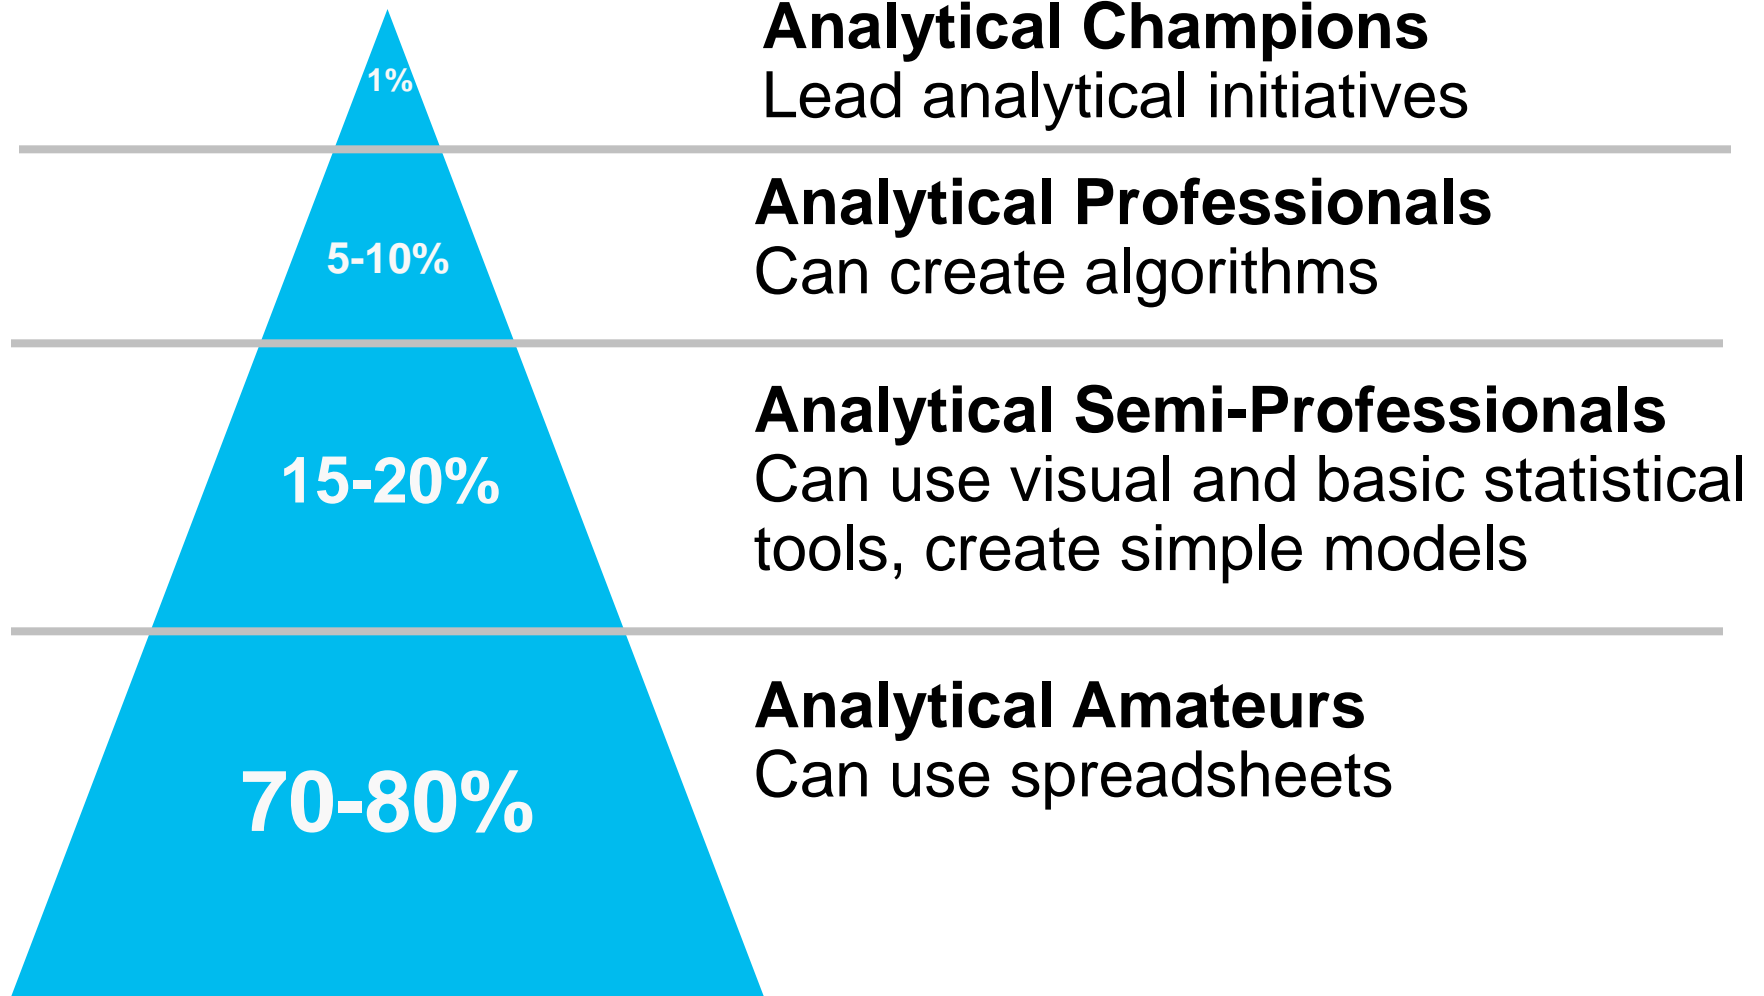 1%
Analytical Champions
Lead analytical initiatives
5-10%
Analytical Professionals
Can create algorithms
15-20%
Analytical Semi-Professionals
Can use visual and basic statistical
tools, create simple models
70-80%
Analytical Amateurs
Can use spreadsheets